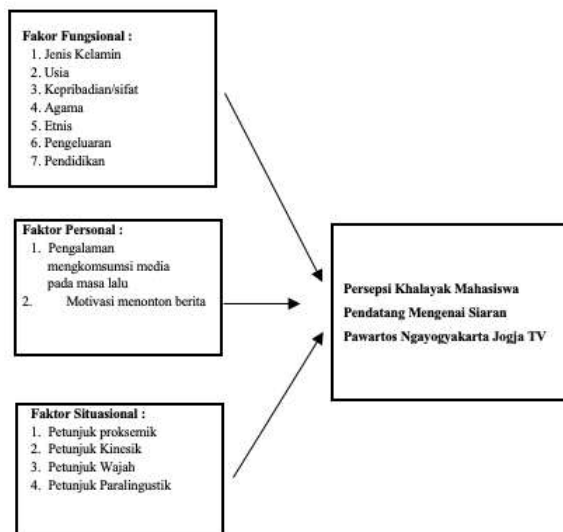 Fakor Fungsional :
1. Jenis Kelamin
2. Usia
3. Kepribadian/sifat
4. Agama
5. Etnis
6. Pengeluaran
7. Pendidikan
Faktor Personal :
1. Pengalaman
mengkomsumsi media
pada masa lalu
2. Motivasi menonton berita
Persepsi Khalayak Mahasiswa
Pendatang Mengenai Siaran
Pawartos Ngayogyakarta Jogja TV
Faktor Situasional :
1. Petunjuk proksemik
2. Petunjuk Kinesik
3. Petunjuk Wajah
4. Petunjuk Paralingustik